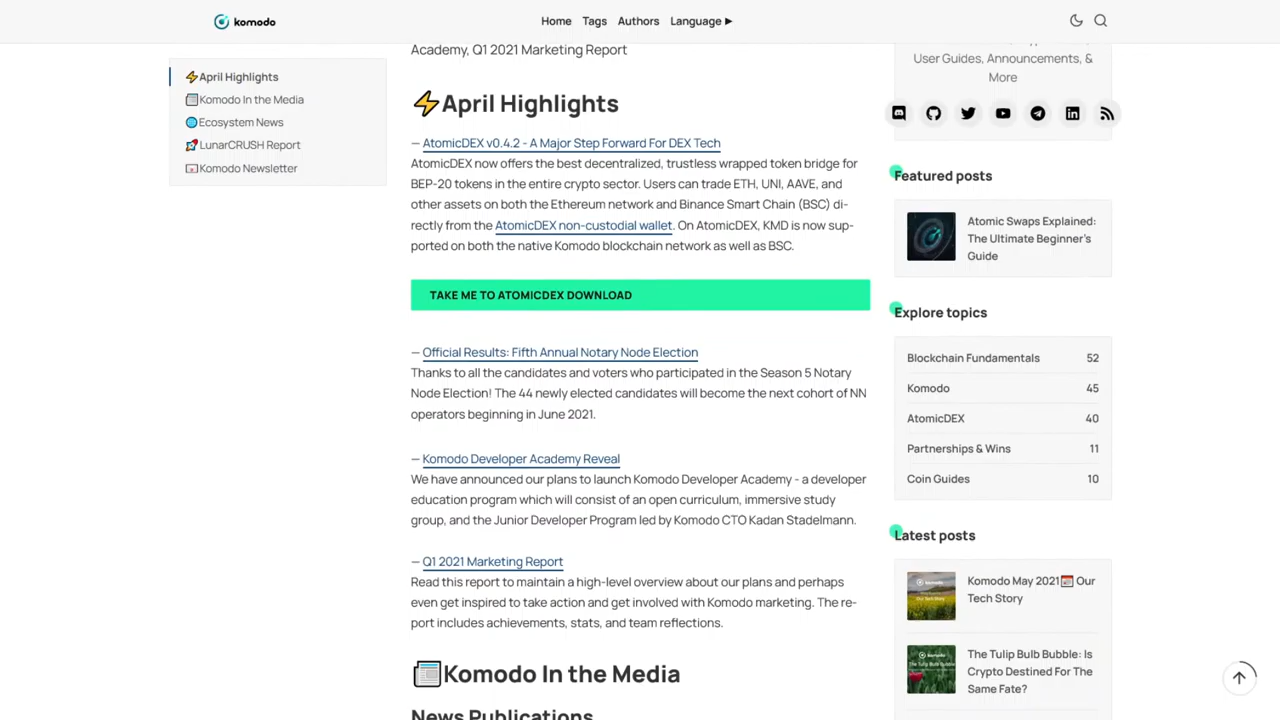 komodo
Home Tags Authors Language ▶
⚡April Highlights
Komodo In the Media
Ecosystem News
LunarCRUSH Report
Komodo Newsletter
Academy, Q1 2021 Marketing Report
⚡April Highlights
— AtomicDEX v0.4.2 - A Major Step Forward For DEX Tech
AtomicDEX now offers the best decentralized, trustless wrapped token bridge for
BEP-20 tokens in the entire crypto sector. Users can trade ETH, UNI, AAVE, and
other assets on both the Ethereum network and Binance Smart Chain (BSC) di-
rectly from the AtomicDEX non-custodial wallet. On AtomicDEX, KMD is now sup-
ported on both the native Komodo blockchain network as well as BSC.
TAKE ME TO ATOMICDEX DOWNLOAD
— Official Results: Fifth Annual Notary Node Election
Thanks to all the candidates and voters who participated in the Season 5 Notary
Node Election! The 44 newly elected candidates will become the next cohort of NN
operators beginning in June 2021.
— Komodo Developer Academy Reveal
We have announced our plans to launch Komodo Developer Academy - a developer
education program which will consist of an open curriculum, immersive study
group, and the Junior Developer Program led by Komodo CTO Kadan Stadelmann.
— Q1 2021 Marketing Report
Read this report to maintain a high-level overview about our plans and perhaps
even get inspired to take action and get involved with Komodo marketing. The re-
port includes achievements, stats, and team reflections.
Komodo In the Media
News Publications
User Guides, Announcements, &
More
Featured posts
Atomic Swaps Explained:
The Ultimate Beginner's
Guide
Explore topics
Blockchain Fundamentals 52
Komodo 45
AtomicDEX 40
Partnerships & Wins 11
Coin Guides 10
Latest posts
Komodo May 2021 Our
Tech Story
The Tulip Bulb Bubble: Is
Crypto Destined For The
Same Fate?